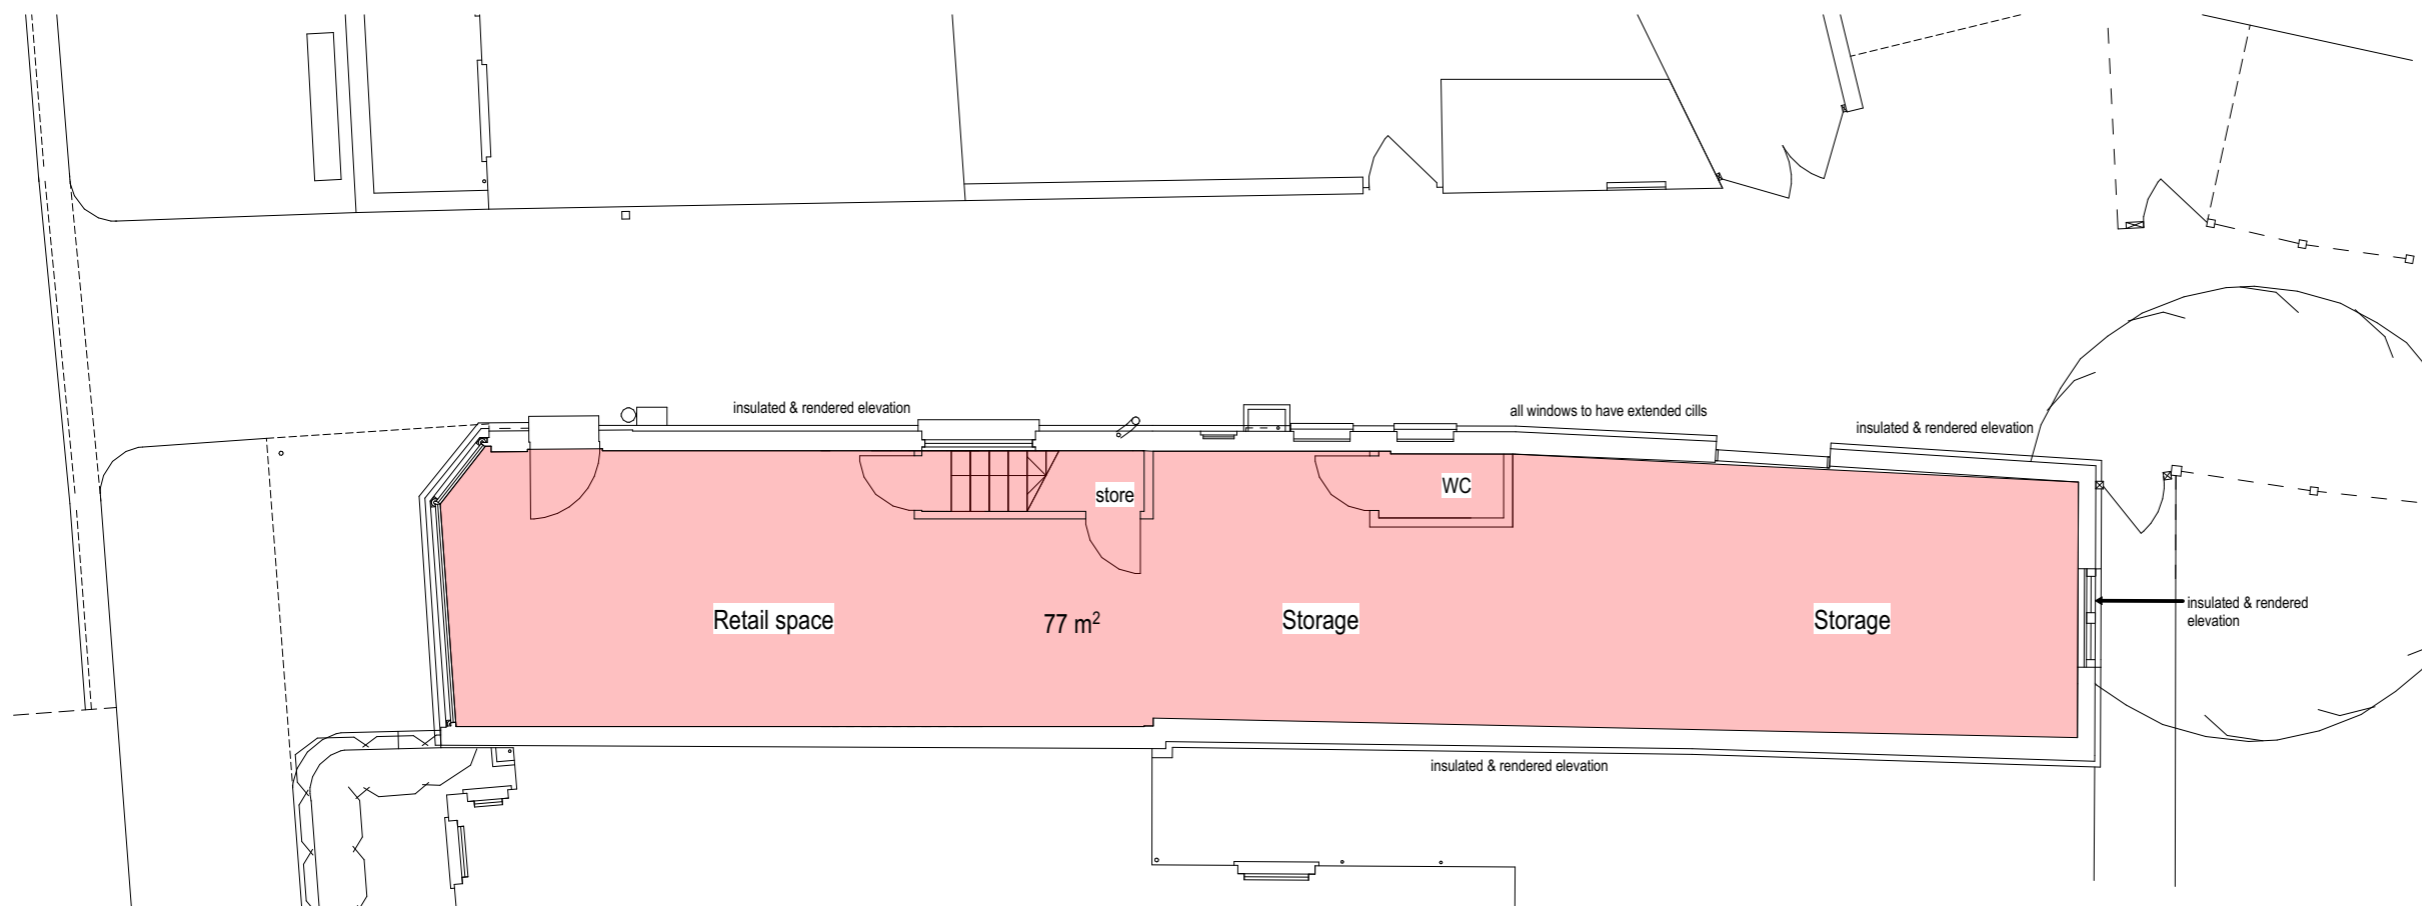 insulated & rendered elevation
all windows to have extended cills
insulated & rendered elevation
store
WC
Retail space
77 m²
Storage
Storage
insulated & rendered
elevation
insulated & rendered elevation